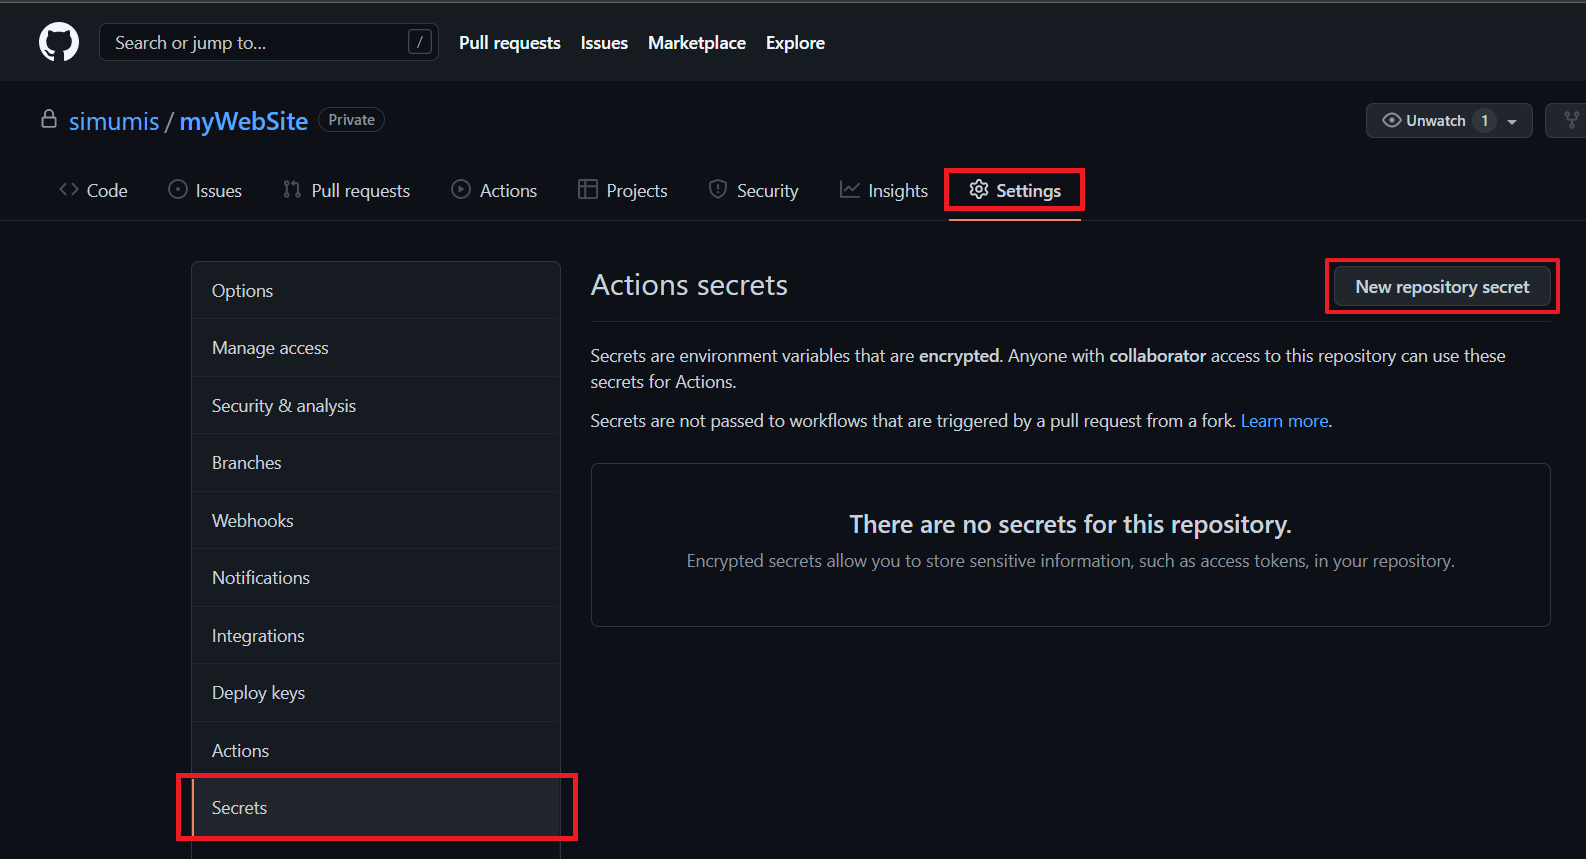 Search or jump to... /
Pull requests Issues Marketplace Explore
simumis / myWebSite Private
Unwatch 1
Code Issues Pull requests Actions Projects Security Insights Settings
Options
Manage access
Security & analysis
Branches
Webhooks
Notifications
Integrations
Deploy keys
Actions
Secrets
Actions secrets
New repository secret
Secrets are environment variables that are encrypted. Anyone with collaborator access to this repository can use these
secrets for Actions.
Secrets are not passed to workflows that are triggered by a pull request from a fork. Learn more.
There are no secrets for this repository.
Encrypted secrets allow you to store sensitive information, such as access tokens, in your repository.